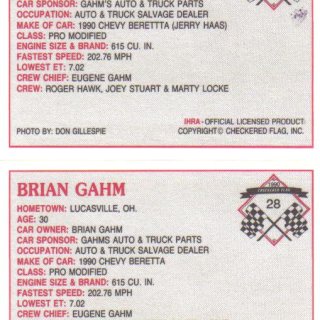 CAR SPONSOR: GAHM'S AUTO & TRUCK PARTS
OCCUPATION: AUTO & TRUCK SALVAGE DEALER
MAKE OF CAR: 1990 CHEVY BERETTTA (JERRY HAAS)
CLASS: PRO MODIFIED
ENGINE SIZE & BRAND: 615 CU. IN.
FASTEST SPEED: 202.76 MPH
LOWEST ET: 7.02
CREW CHIEF: EUGENE GAHM
CREW: ROGER HAWK, JOEY STUART & MARTY LOCKE
IHRA-OFFICIAL LICENSED PRODUCT
PHOTO BY: DON GILLESPIE COPYRIGHT© CHECKERED FLAG, INC.
BRIAN GAHM
1990
CHECKERED FLAG
28
HOMETOWN: LUCASVILLE, OH.
AGE: 30
CAR OWNER: BRIAN GAHM
CAR SPONSOR: GAHMS AUTO & TRUCK PARTS
OCCUPATION: AUTO & TRUCK SALVAGE DEALER
MAKE OF CAR: 1990 CHEVY BERETTA
CLASS: PRO MODIFIED
ENGINE SIZE & BRAND: 615 CU. IN.
FASTEST SPEED: 202.76 MPH
LOWEST ET: 7.02
CREW CHIEF: EUGENE GAHM